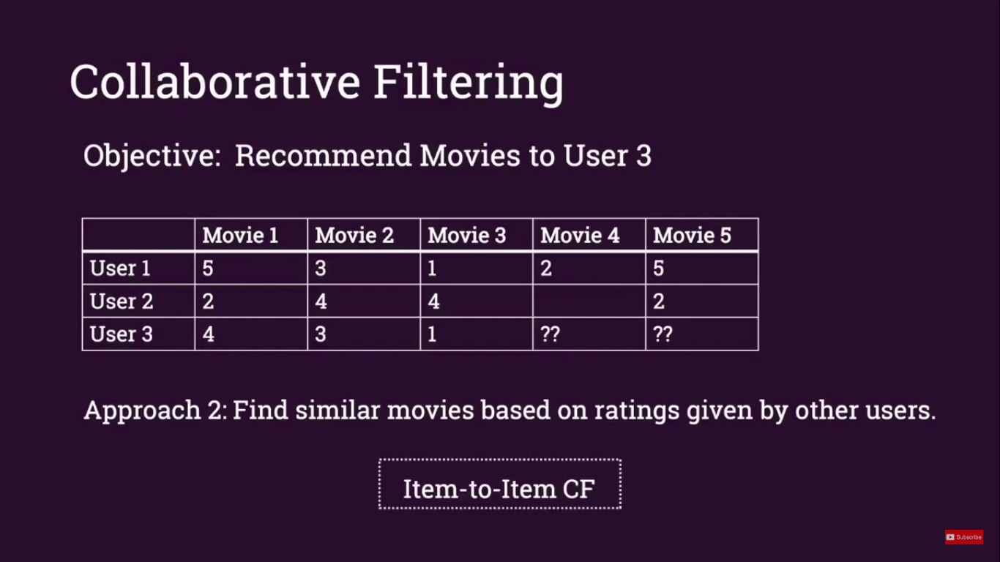 Collaborative Filtering
Objective: Recommend Movies to User 3
Movie 1 Movie 2 Movie 3 Movie 4 Movie 5
User 1 5 3 1 2 5
User 2 2 4 4 2
User 3 4 3 1 ?? ??
Approach 2: Find similar movies based on ratings given by other users.
Item-to-Item CF
Subscribe